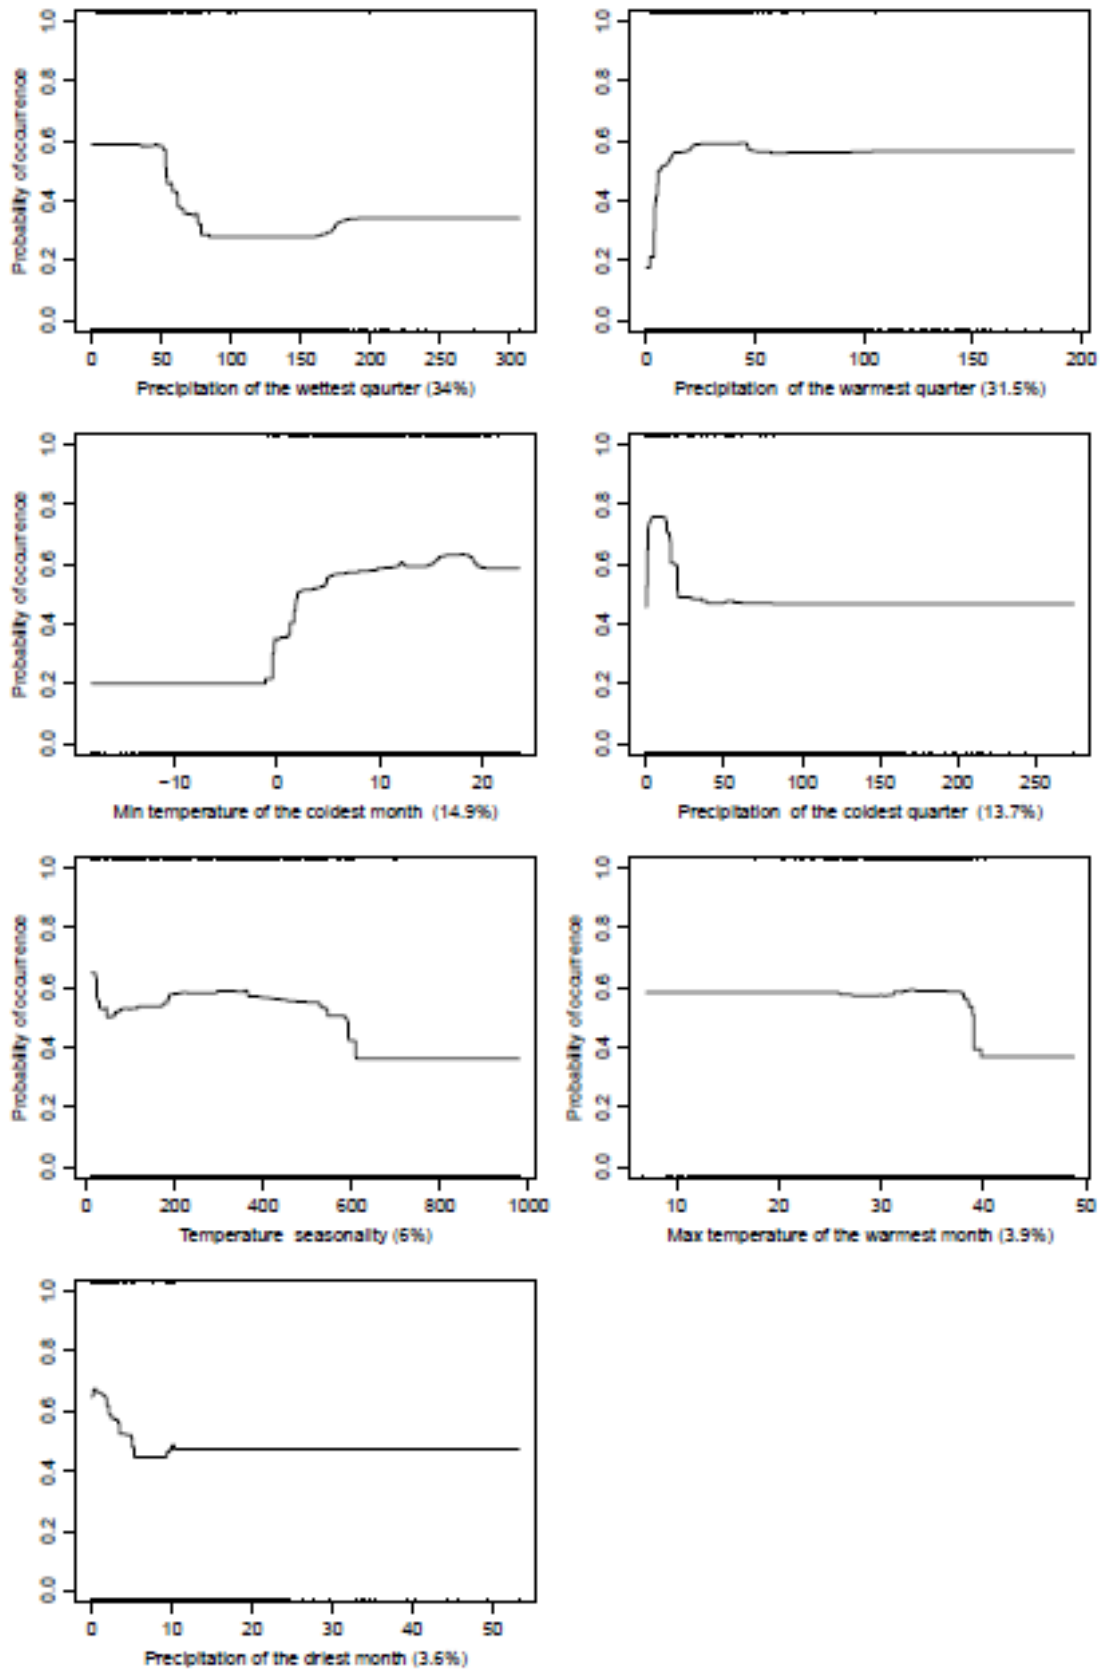 Probability of occurrence
0.0 0.2 0.4 0.6 0.8 1.0
0 50 100 150 200 250 300
Precipitation of the wettest qaurter (34%)
0.0 0.2 0.4 0.6 0.8 1.0
0 50 100 150 200
Precipitation of the warmest quarter (31.5%)
Probability of occurrence
0.0 0.2 0.4 0.6 0.8 1.0
−10 0 10 20
Min temperature of the coldest month (14.9%)
0.0 0.2 0.4 0.6 0.8 1.0
0 50 100 150 200 250
Precipitation of the coldest quarter (13.7%)
Probability of occurrence
0.0 0.2 0.4 0.6 0.8 1.0
0 200 400 600 800 1000
Temperature seasonality (6%)
Probability of occurrence
0.0 0.2 0.4 0.6 0.8 1.0
10 20 30 40 50
Max temperature of the warmest month (3.9%)
Probability of occurrence
0.0 0.2 0.4 0.6 0.8 1.0
0 10 20 30 40 50
Precipitation of the driest month (3.6%)